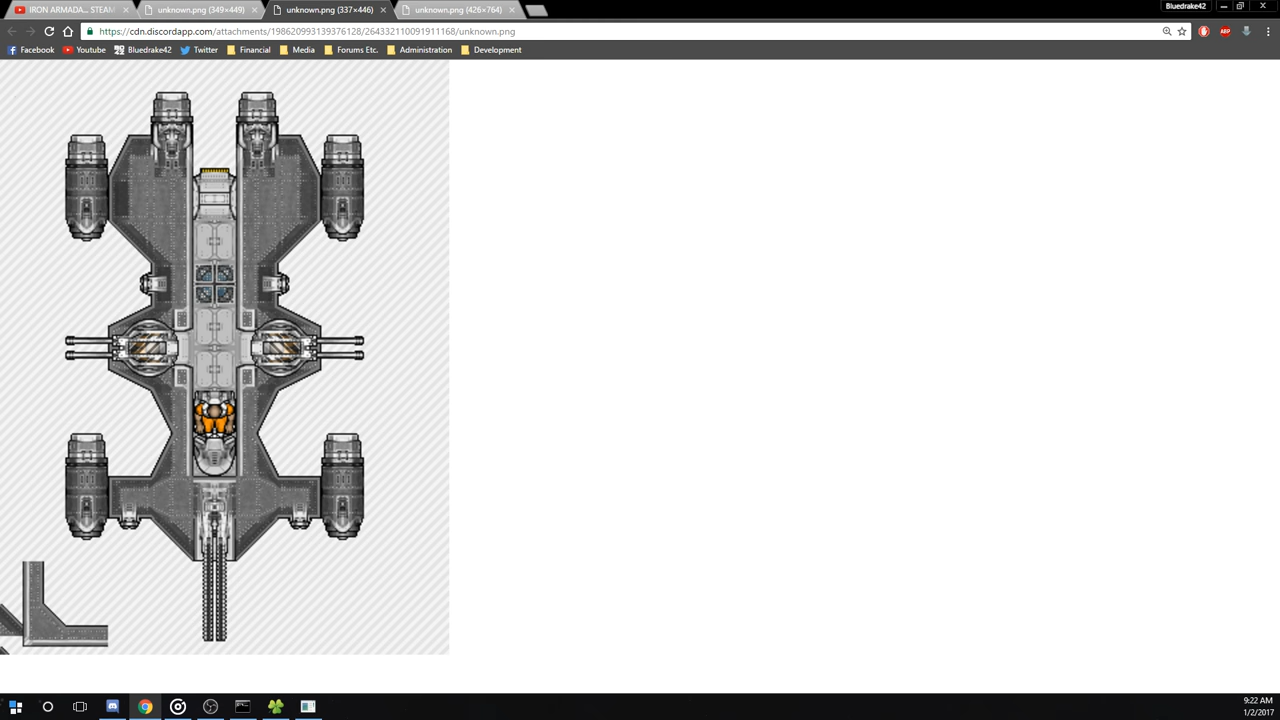 IRON ARMADA... STEAM
unknown.png (349×449)
unknown.png (337×446)
unknown.png (426×764)
Bluedrake42
https://cdn.discordapp.com/attachments/198620993139376128/264332110091911168/unknown.png
Facebook
Youtube
Bluedrake42
Twitter
Financial
Media
Forums Etc.
Administration
Development
ABP
9:22 AM
1/2/2017